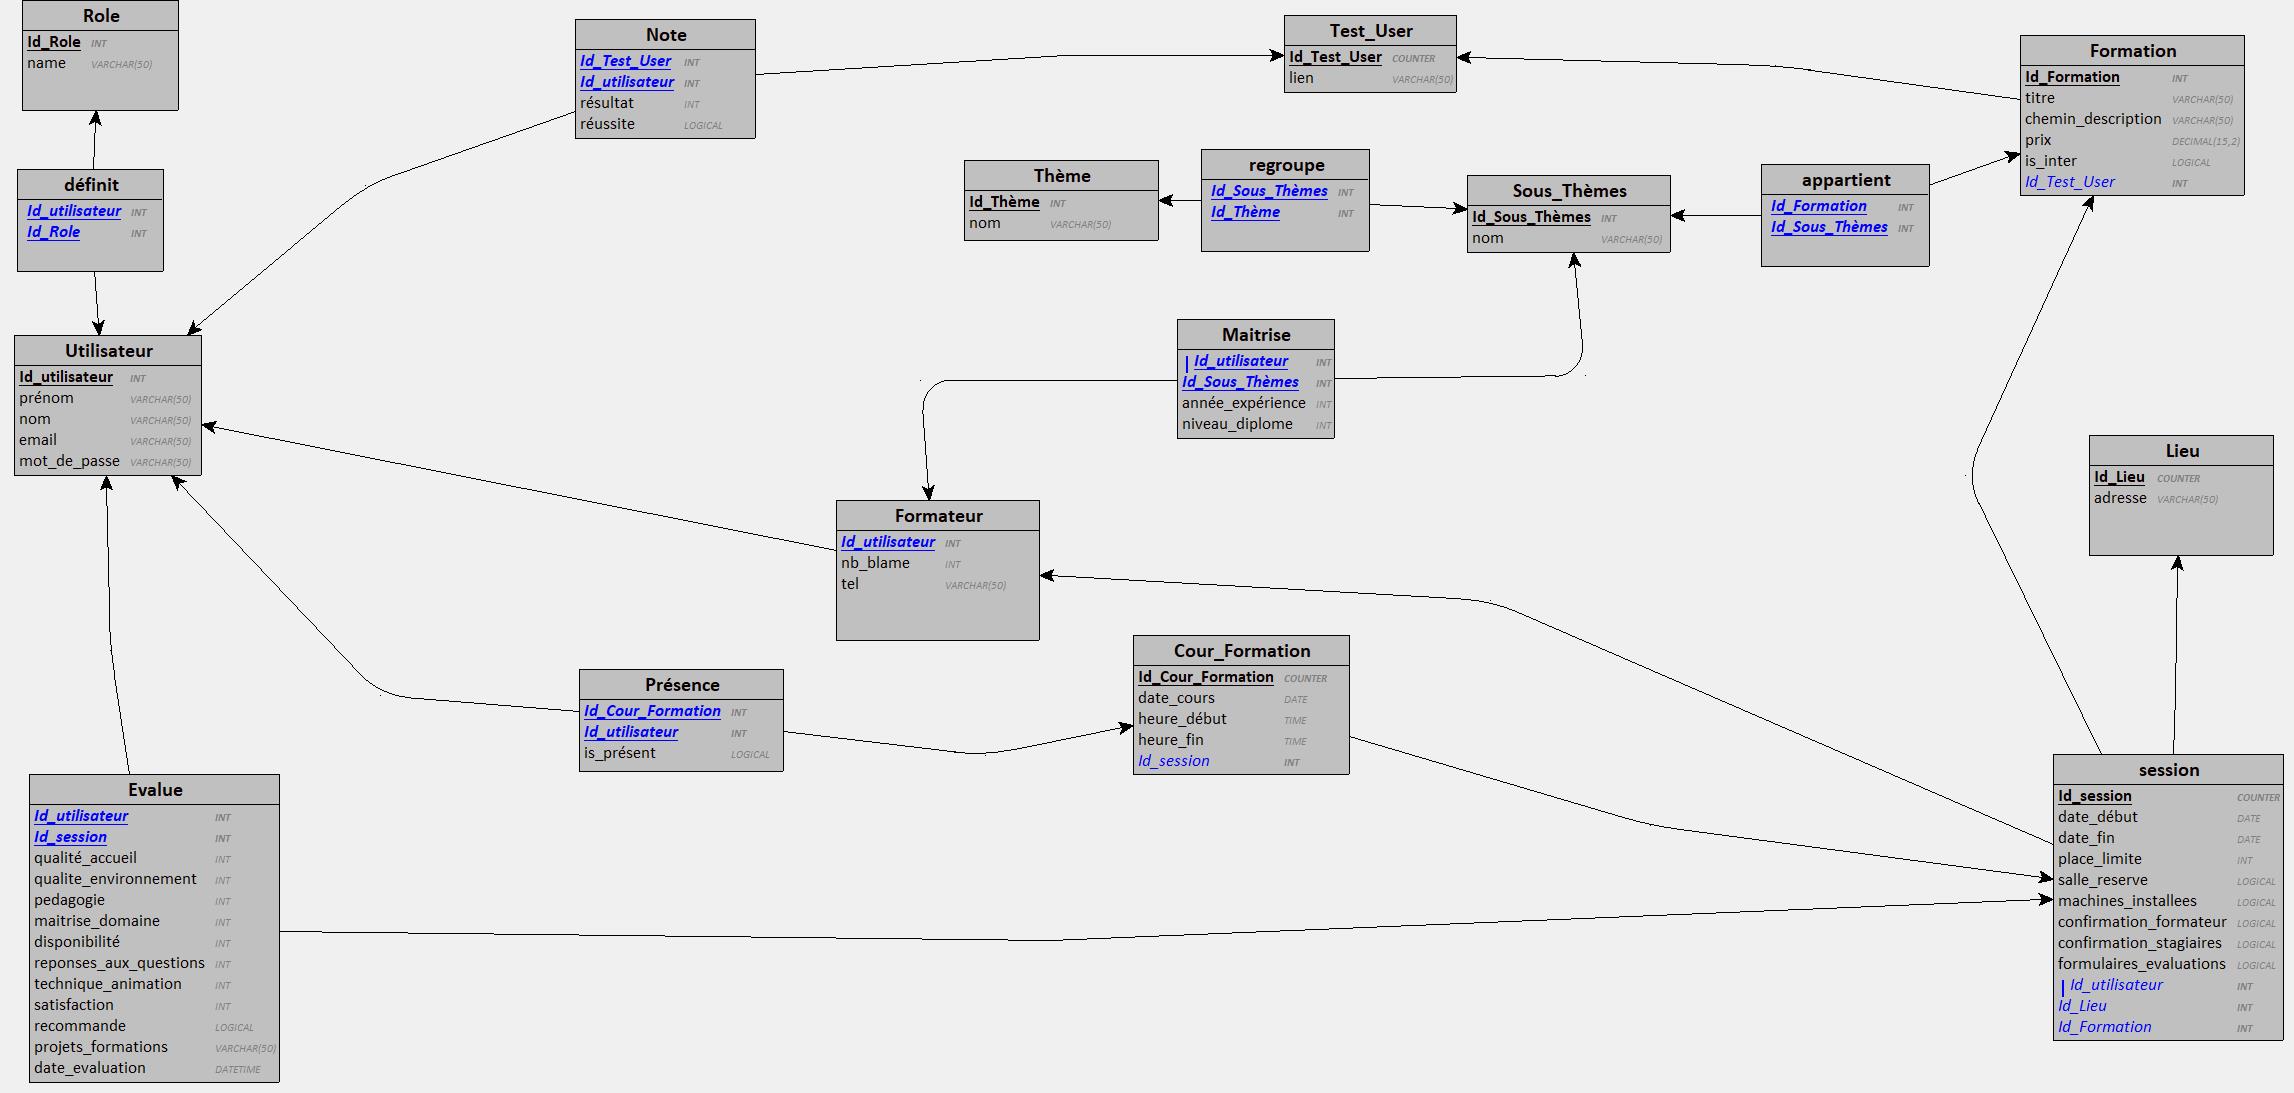 Role
Id_Role INT
name VARCHAR(50)
définit
Id_utilisateur INT
Id_Role INT
Utilisateur
Id_utilisateur INT
prénom VARCHAR(50)
nom VARCHAR(50)
email VARCHAR(50)
mot_de_passe VARCHAR(50)
Note
Id_Test_User INT
Id_utilisateur INT
résultat INT
réussite LOGICAL
Test_User
Id_Test_User COUNTER
lien VARCHAR(50)
Formation
Id_Formation INT
titre VARCHAR(50)
chemin_description VARCHAR(50)
prix DECIMAL(15,2)
is_inter LOGICAL
Id_Test_User INT
Thème
Id_Thème INT
nom VARCHAR(50)
regroupe
Id_Sous_Thèmes INT
Id_Thème INT
Sous_Thèmes
Id_Sous_Thèmes INT
nom VARCHAR(50)
appartient
Id_Formation INT
Id_Sous_Thèmes INT
Maitrise
Id_utilisateur INT
Id_Sous_Thèmes INT
année_expérience INT
niveau_diplome INT
Lieu
Id_Lieu COUNTER
adresse VARCHAR(50)
Formateur
Id_utilisateur INT
nb_blame INT
tel VARCHAR(50)
Cour_Formation
Id_Cour_Formation COUNTER
date_cours DATE
heure_début TIME
heure_fin TIME
Id_session INT
Présence
Id_Cour_Formation INT
Id_utilisateur INT
is_présent LOGICAL
Evalue
Id_utilisateur INT
Id_session INT
qualité_accueil INT
qualite_environnement INT
pedagogie INT
maitrise_domaine INT
disponibilité INT
reponses_aux_questions INT
technique_animation INT
satisfaction INT
recommande LOGICAL
projets_formations VARCHAR(50)
date_evaluation DATETIME
session
Id_session COUNTER
date_début DATE
date_fin DATE
place_limite INT
salle_reserve LOGICAL
machines_installees LOGICAL
confirmation_formateur LOGICAL
confirmation_stagiaires LOGICAL
formulaires_evaluations LOGICAL
Id_utilisateur INT
Id_Lieu INT
Id_Formation INT